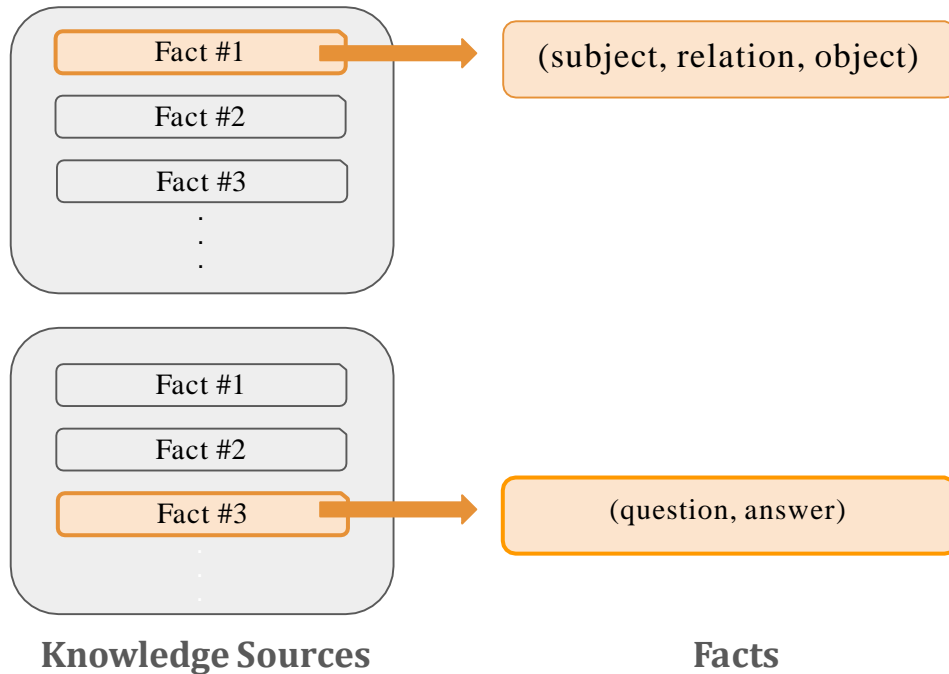 Fact #1
(subject, relation, object)
Fact #2
Fact #3
.
.
.
Fact #1
Fact #2
Fact #3
(question, answer)
.
.
.
Knowledge Sources
Facts